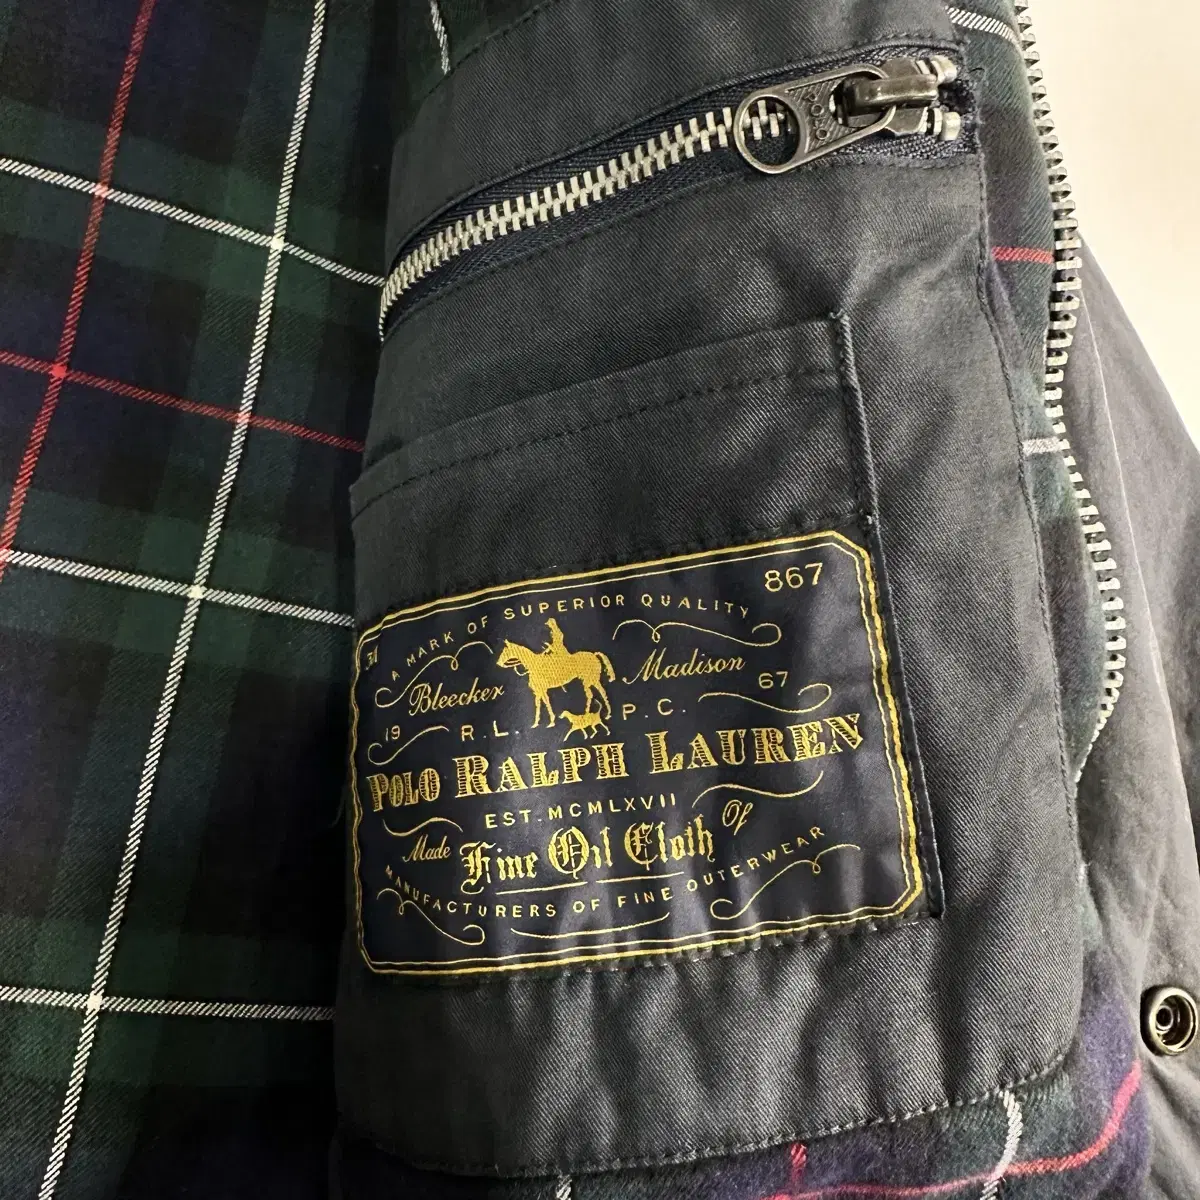 867
A MARK OF SUPERIOR QUALITY
Bleecker Madison
19 67
R.L. P.C.
POLO RALPH LAUREN
EST. MCMLXVII
Made Of
Fine Oil Cloth
MANUFACTURERS OF FINE OUTERWEAR